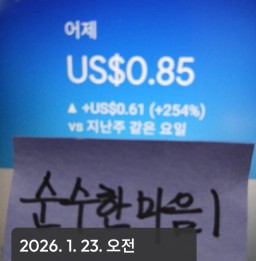 어제
US$0.85
▲ +US$0.61 (+254%)
vs 지난주 같은 요일
순수한 마음 |
2026. 1. 23. 오전